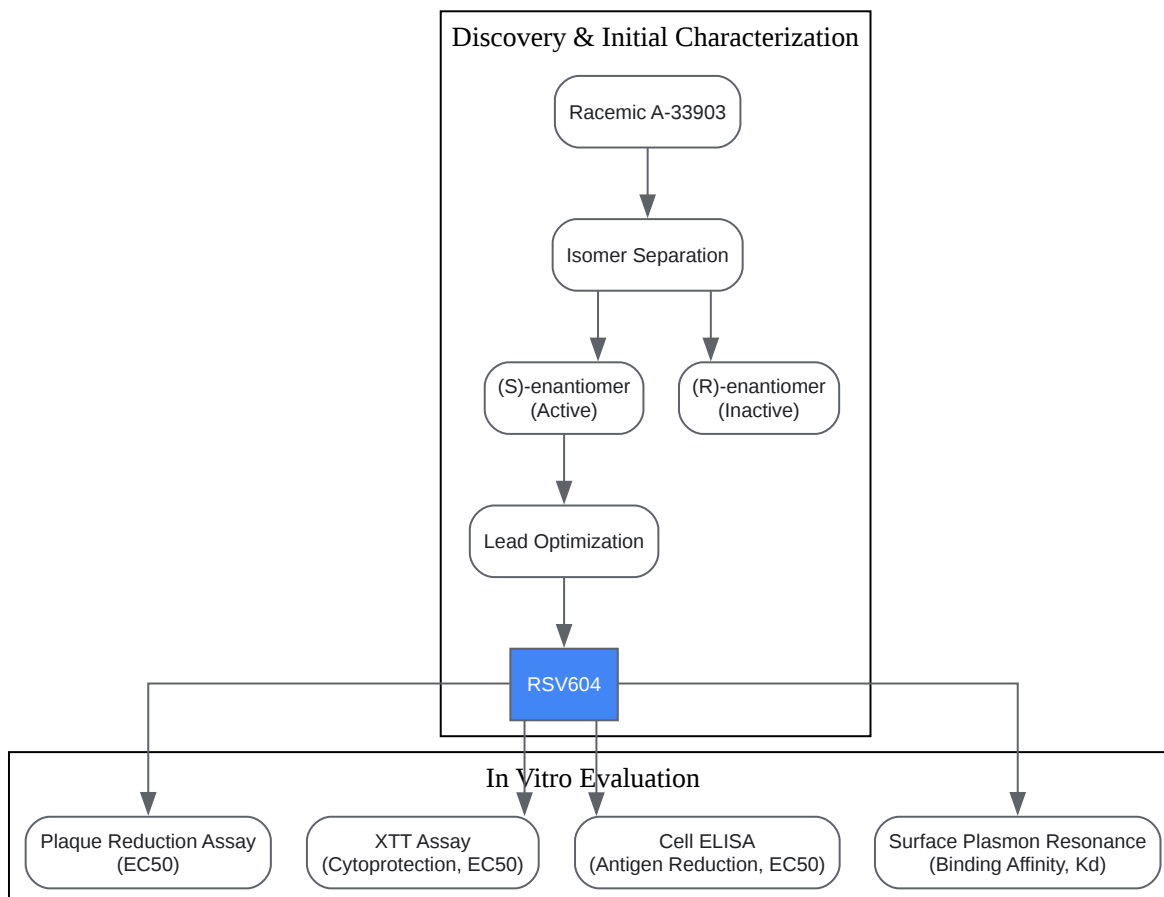 Discovery & Initial Characterization
Racemic A-33903
Isomer Separation
(S)-enantiomer
(Active)
(R)-enantiomer
(Inactive)
Lead Optimization
RSV604
In Vitro Evaluation
Plaque Reduction Assay
(EC50)
XTT Assay
(Cytoprotection, EC50)
Cell ELISA
(Antigen Reduction, EC50)
Surface Plasmon Resonance
(Binding Affinity, Kd)